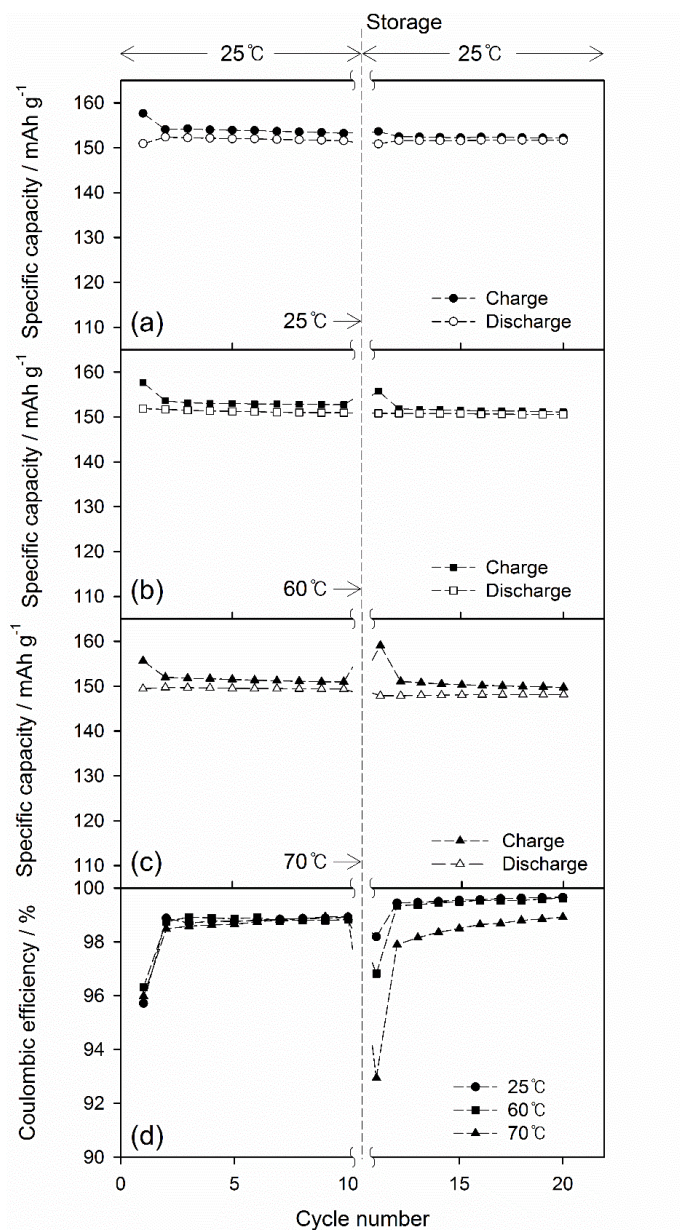 Storage
25℃ 25℃
Specific capacity / mAh g⁻¹
160
150
140
130
120
110
(a)
25℃
Charge
Discharge
Specific capacity / mAh g⁻¹
160
150
140
130
120
110
(b)
60℃
Charge
Discharge
Specific capacity / mAh g⁻¹
160
150
140
130
120
110
(c)
70℃
Charge
Discharge
Coulombic efficiency / %
100
98
96
94
92
90
(d)
25℃
60℃
70℃
0 5 10 15 20
Cycle number